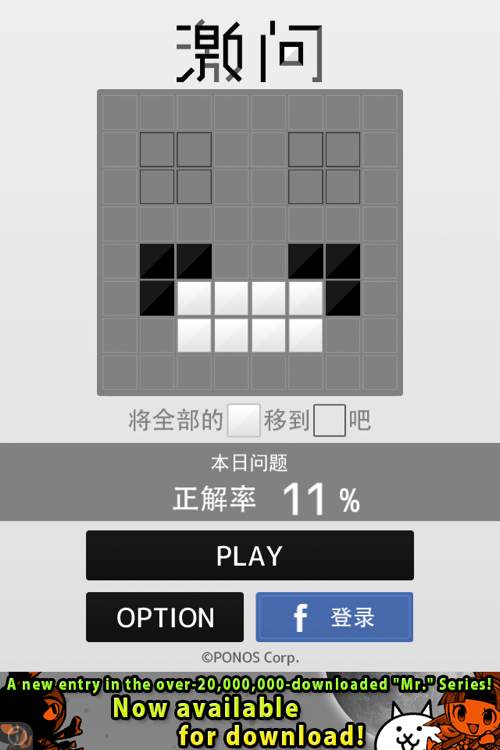 激问
将全部的 移到 吧
本日问题
正解率 11%
PLAY
OPTION
f 登录
©PONOS Corp.
A new entry in the over-20,000,000-downloaded "Mr." Series!
Now available
for download!